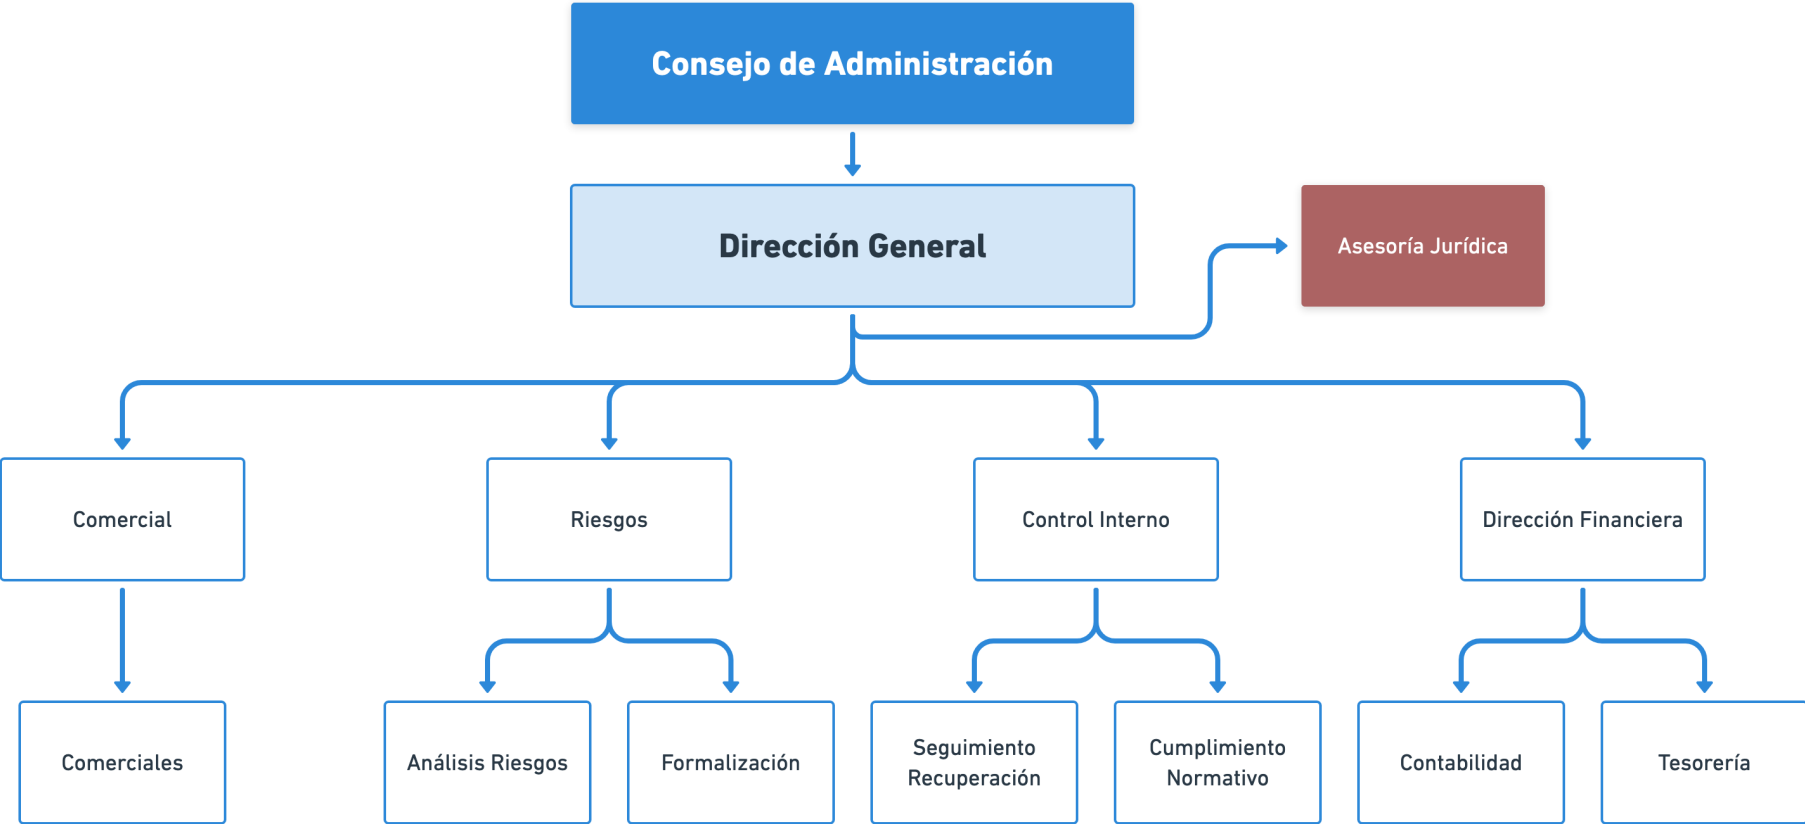 Consejo de Administración
Dirección General
Asesoría Jurídica
Comercial
Riesgos
Control Interno
Dirección Financiera
Comerciales
Análisis Riesgos
Formalización
Seguimiento
Recuperación
Cumplimiento
Normativo
Contabilidad
Tesorería